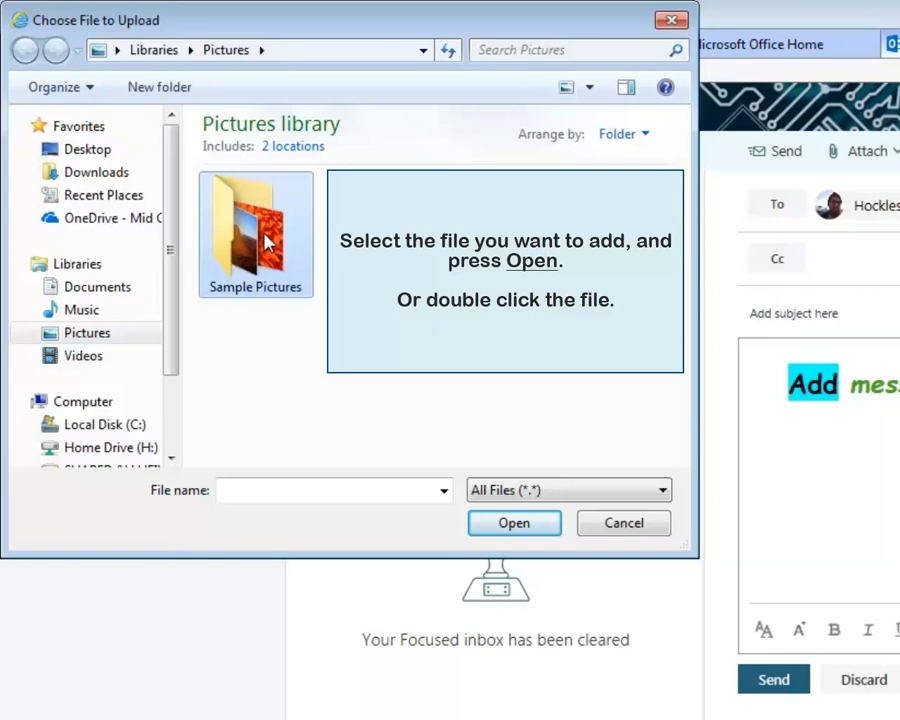 Choose File to Upload
Libraries Pictures
Search Pictures
Microsoft Office Home
Organize
New folder
Favorites
Desktop
Downloads
Recent Places
OneDrive - Mid C
Libraries
Documents
Music
Pictures
Videos
Computer
Local Disk (C:)
Home Drive (H:)
Pictures library
Includes: 2 locations
Arrange by: Folder
Sample Pictures
Select the file you want to add, and
press Open.
Or double click the file.
File name:
All Files (*.*)
Open
Cancel
Send
Attach
To
Hockles
Cc
Add subject here
Add mess
B I U
Send
Discard
Your Focused inbox has been cleared